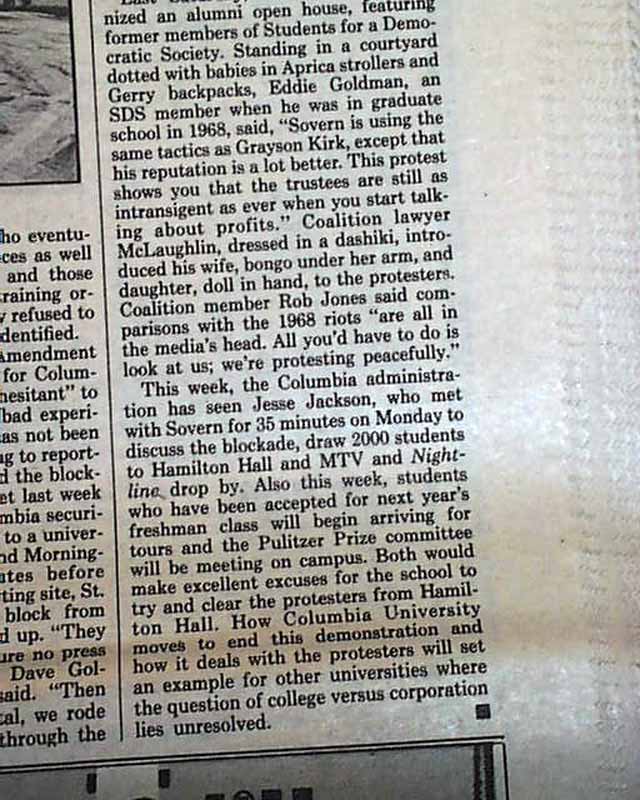 ho eventu-
ces as well
and those
raining or-
y refused to
dentified.
Amendment
for Colum-
hesitant" to
bad experi-
as not been
ng to report-
d the block-
et last week
mbia securi-
to a univer-
nd Morning-
ates before
ting site, St.
block from
d up. "They
ure no press
Dave Gol-
said. "Then
cal, we rode
through the
nized an alumni open house, featuring
former members of Students for a Demo-
cratic Society. Standing in a courtyard
dotted with babies in Aprica strollers and
Gerry backpacks, Eddie Goldman, an
SDS member when he was in graduate
school in 1968, said, "Sovern is using the
same tactics as Grayson Kirk, except that
his reputation is a lot better. This protest
shows you that the trustees are still as
intransigent as ever when you start talk-
ing about profits." Coalition lawyer
McLaughlin, dressed in a dashiki, intro-
duced his wife, bongo under her arm, and
daughter, doll in hand, to the protesters.
Coalition member Rob Jones said com-
parisons with the 1968 riots "are all in
the media's head. All you'd have to do is
look at us; we're protesting peacefully."
This week, the Columbia administra-
tion has seen Jesse Jackson, who met
with Sovern for 35 minutes on Monday to
discuss the blockade, draw 2000 students
to Hamilton Hall and MTV and Night-
line drop by. Also this week, students
who have been accepted for next year's
freshman class will begin arriving for
tours and the Pulitzer Prize committee
will be meeting on campus. Both would
make excellent excuses for the school to
try and clear the protesters from Hamil-
ton Hall. How Columbia University
moves to end this demonstration and
how it deals with the protesters will set
an example for other universities where
the question of college versus corporation
lies unresolved.